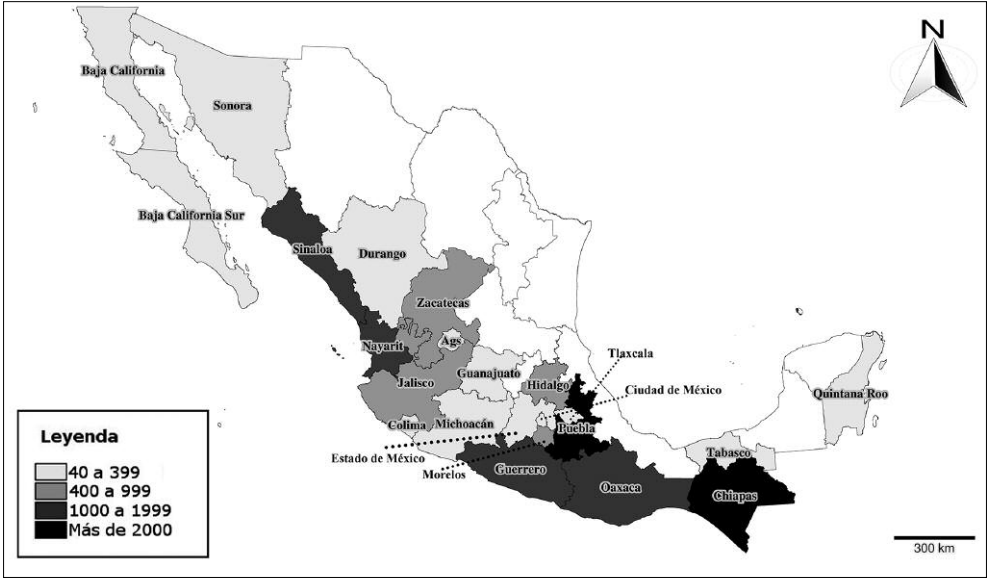 N
Baja California
Sonora
Baja California Sur
Sinaloa
Durango
Zacatecas
Nayarit
Ags
Tlaxcala
Guanajuato
Hidalgo
Jalisco
Ciudad de México
Quintana Roo
Colima
Michoacán
Puebla
Estado de México
Morelos
Guerrero
Tabasco
Oaxaca
Chiapas
Leyenda
40 a 399
400 a 999
1000 a 1999
Más de 2000
300 km